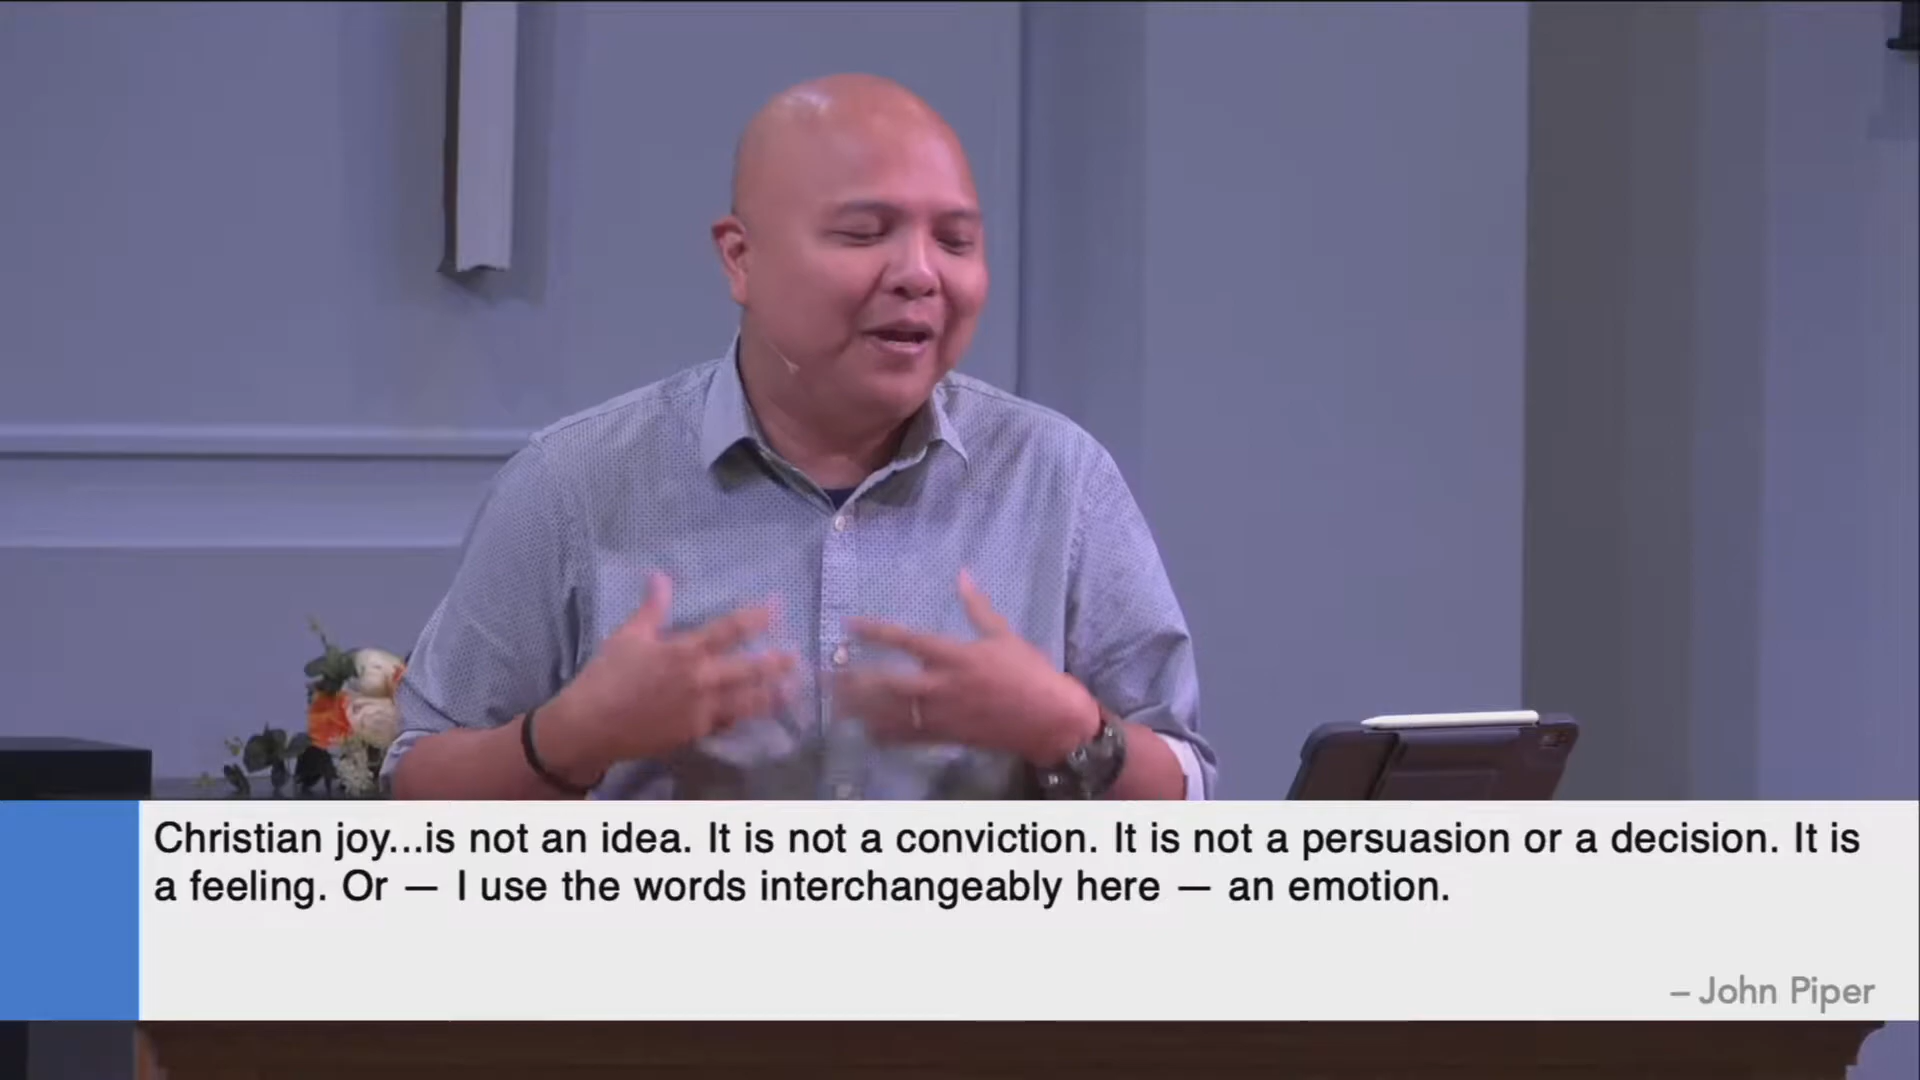 Christian joy...is not an idea. It is not a conviction. It is not a persuasion or a decision. It is
a feeling. Or — I use the words interchangeably here — an emotion.
– John Piper